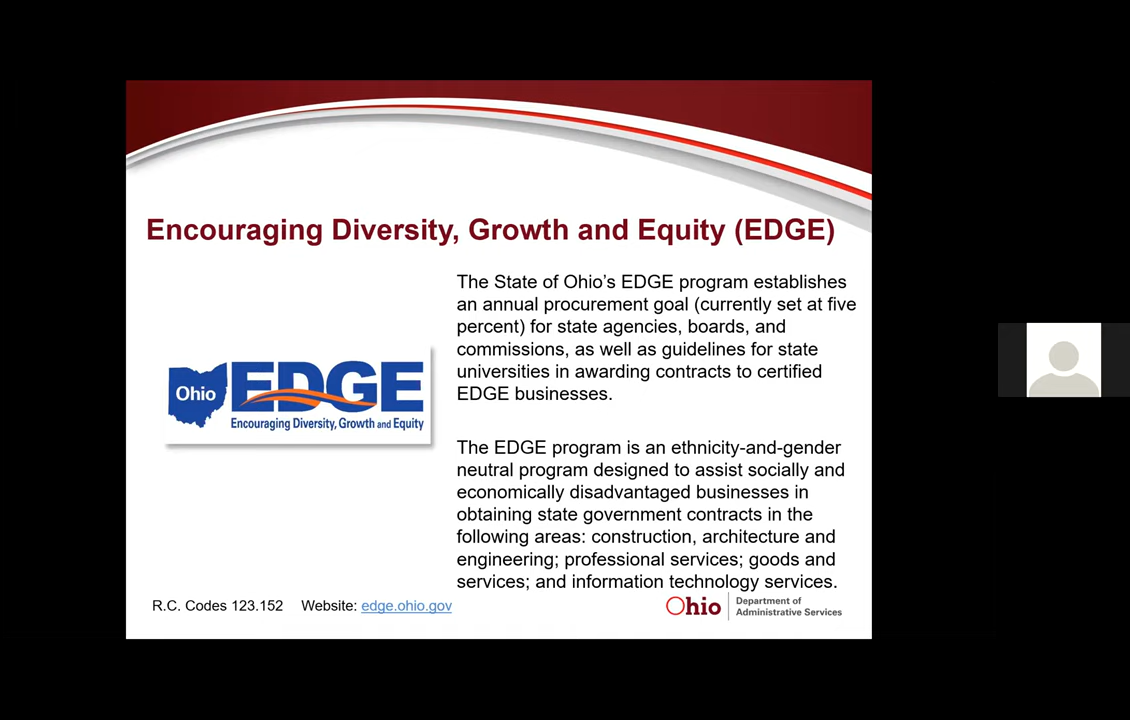 Encouraging Diversity, Growth and Equity (EDGE)
The State of Ohio's EDGE program establishes
an annual procurement goal (currently set at five
percent) for state agencies, boards, and
commissions, as well as guidelines for state
universities in awarding contracts to certified
EDGE businesses.
Ohio EDGE
Encouraging Diversity, Growth and Equity
The EDGE program is an ethnicity-and-gender
neutral program designed to assist socially and
economically disadvantaged businesses in
obtaining state government contracts in the
following areas: construction, architecture and
engineering; professional services; goods and
services; and information technology services.
R.C. Codes 123.152 Website: edge.ohio.gov
Ohio
Department of
Administrative Services